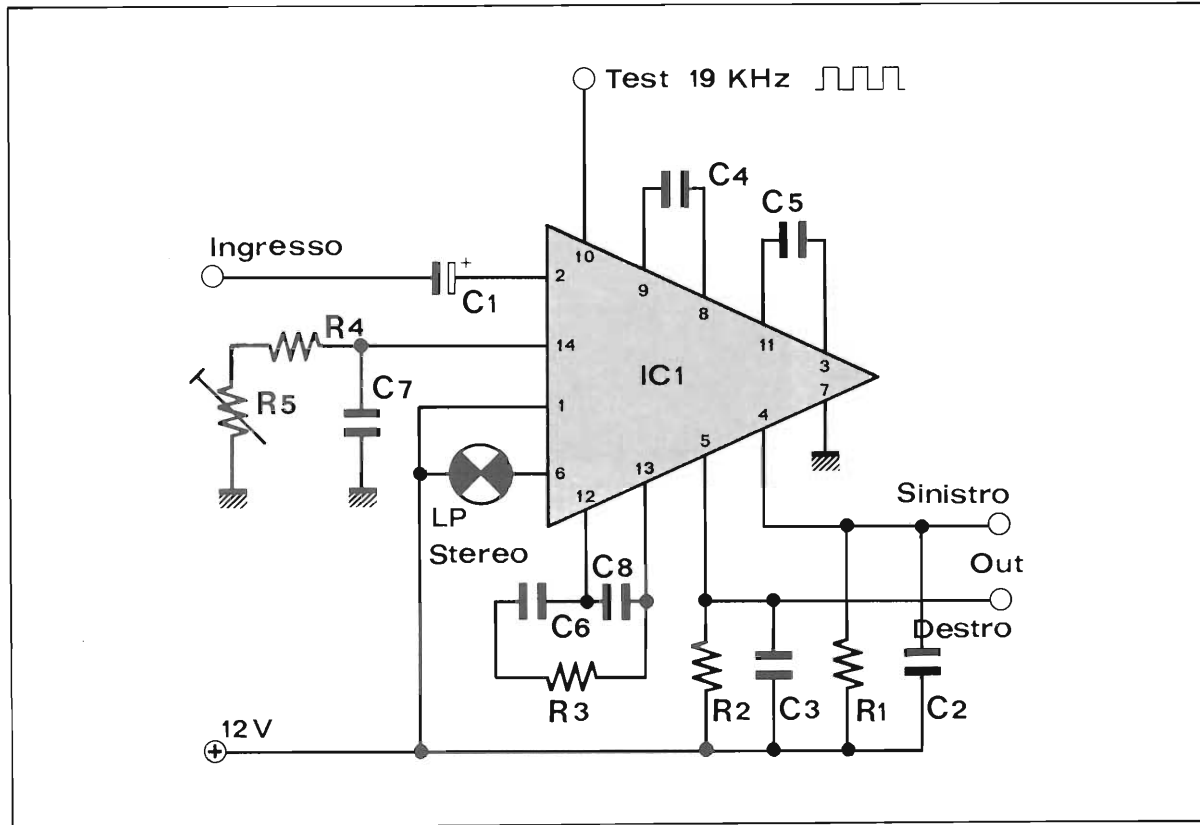 Test 19 KHz
C4
C5
Ingresso
+
C1
2
10
9
8
11
3
R4
14
IC1
7
R5
C7
1
4
5
6
13
12
LP
Stereo
Sinistro
C8
Out
C6
Destro
R3
R2
C3
R1
C2
+ 12 V